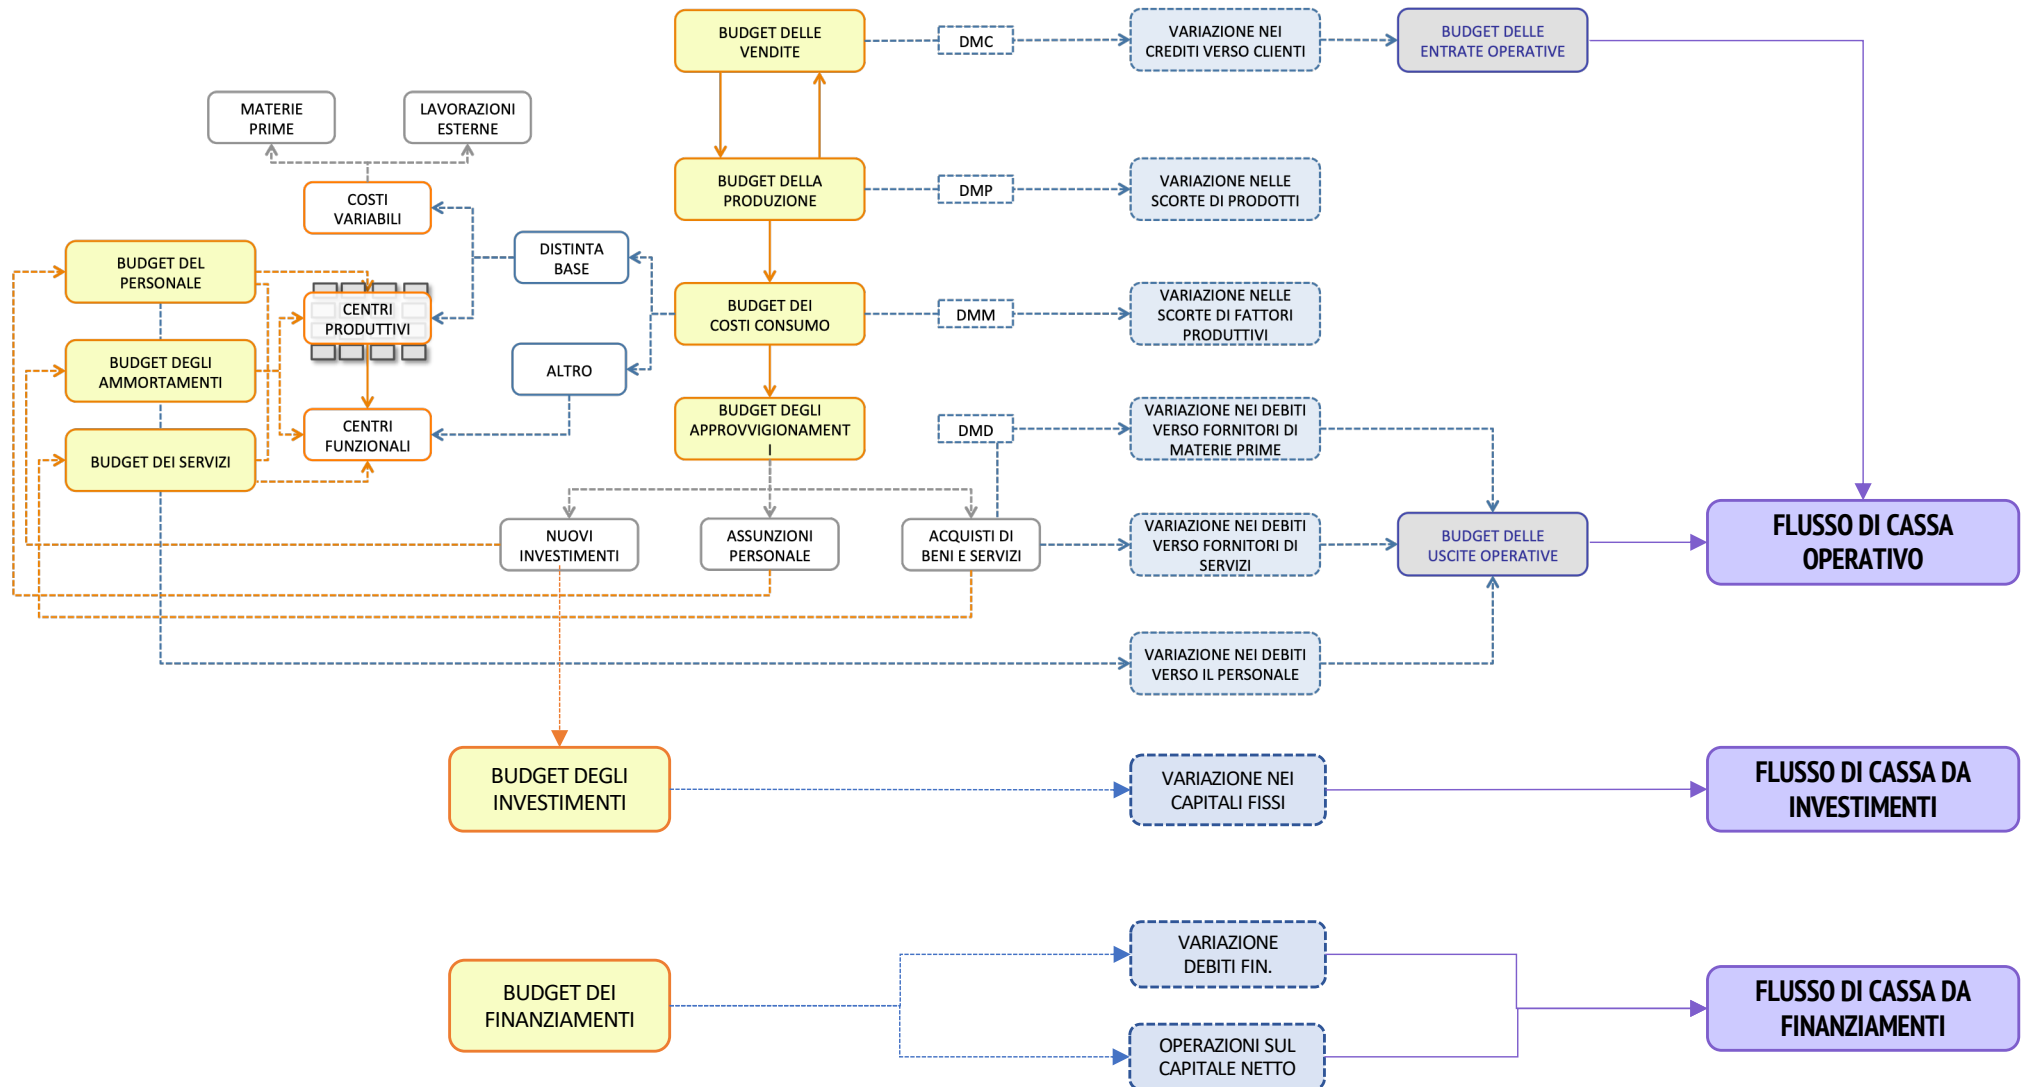 BUDGET DELLE
VENDITE
DMC
VARIAZIONE NEI
CREDITI VERSO CLIENTI
BUDGET DELLE
ENTRATE OPERATIVE
MATERIE
PRIME
LAVORAZIONI
ESTERNE
COSTI
VARIABILI
BUDGET DELLA
PRODUZIONE
DMP
VARIAZIONE NELLE
SCORTE DI PRODOTTI
BUDGET DEL
PERSONALE
DISTINTA
BASE
CENTRI
PRODUTTIVI
BUDGET DEI
COSTI CONSUMO
DMM
VARIAZIONE NELLE
SCORTE DI FATTORI
PRODUTTIVI
BUDGET DEGLI
AMMORTAMENTI
ALTRO
BUDGET DEI SERVIZI
CENTRI
FUNZIONALI
BUDGET DEGLI
APPROVVIGIONAMENT
I
DMD
VARIAZIONE NEI DEBITI
VERSO FORNITORI DI
MATERIE PRIME
NUOVI
INVESTIMENTI
ASSUNZIONI
PERSONALE
ACQUISTI DI
BENI E SERVIZI
VARIAZIONE NEI DEBITI
VERSO FORNITORI DI
SERVIZI
BUDGET DELLE
USCITE OPERATIVE
FLUSSO DI CASSA
OPERATIVO
VARIAZIONE NEI DEBITI
VERSO IL PERSONALE
BUDGET DEGLI
INVESTIMENTI
VARIAZIONE NEI
CAPITALI FISSI
FLUSSO DI CASSA DA
INVESTIMENTI
BUDGET DEI
FINANZIAMENTI
VARIAZIONE
DEBITI FIN.
OPERAZIONI SUL
CAPITALE NETTO
FLUSSO DI CASSA DA
FINANZIAMENTI